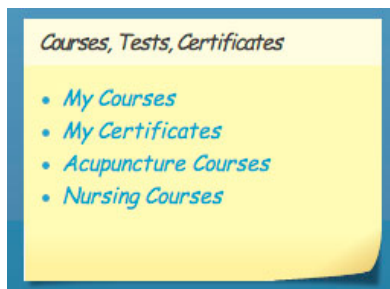 Courses, Tests, Certificates
My Courses
My Certificates
Acupuncture Courses
Nursing Courses